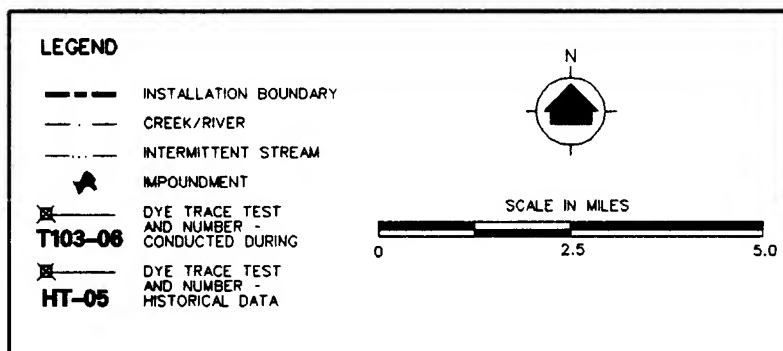 LEGEND
INSTALLATION BOUNDARY
CREEK/RIVER
INTERMITTENT STREAM
IMPOUNDMENT
DYE TRACE TEST
AND NUMBER -
T103-06 CONDUCTED DURING
DYE TRACE TEST
AND NUMBER -
HT-05 HISTORICAL DATA
N
SCALE IN MILES
0 2.5 5.0